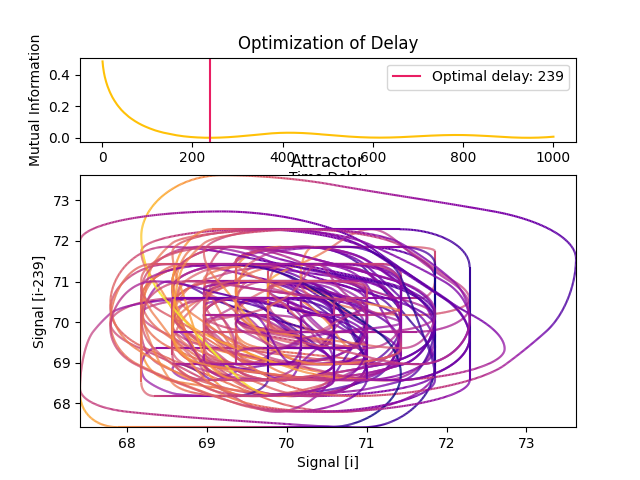 Optimization of Delay
Mutual Information
0.4
0.2
0.0
Optimal delay: 239
0 200 400 600 800 1000
Time Delay
Attractor
Signal [i-239]
73
72
71
70
69
68
68 69 70 71 72 73
Signal [i]